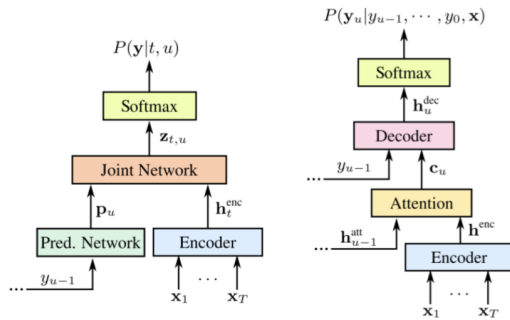 P(y|t, u)
Softmax
z_{t,u}
Joint Network
p_u
h_t^{enc}
Pred. Network
Encoder
... y_{u−1}
x_1 ... x_T
P(y_u|y_{u−1}, ⋯ , y_0, x)
Softmax
h_u^{dec}
Decoder
... y_{u−1}
c_u
Attention
... h_{u−1}^{att}
h^{enc}
Encoder
x_1 ... x_T